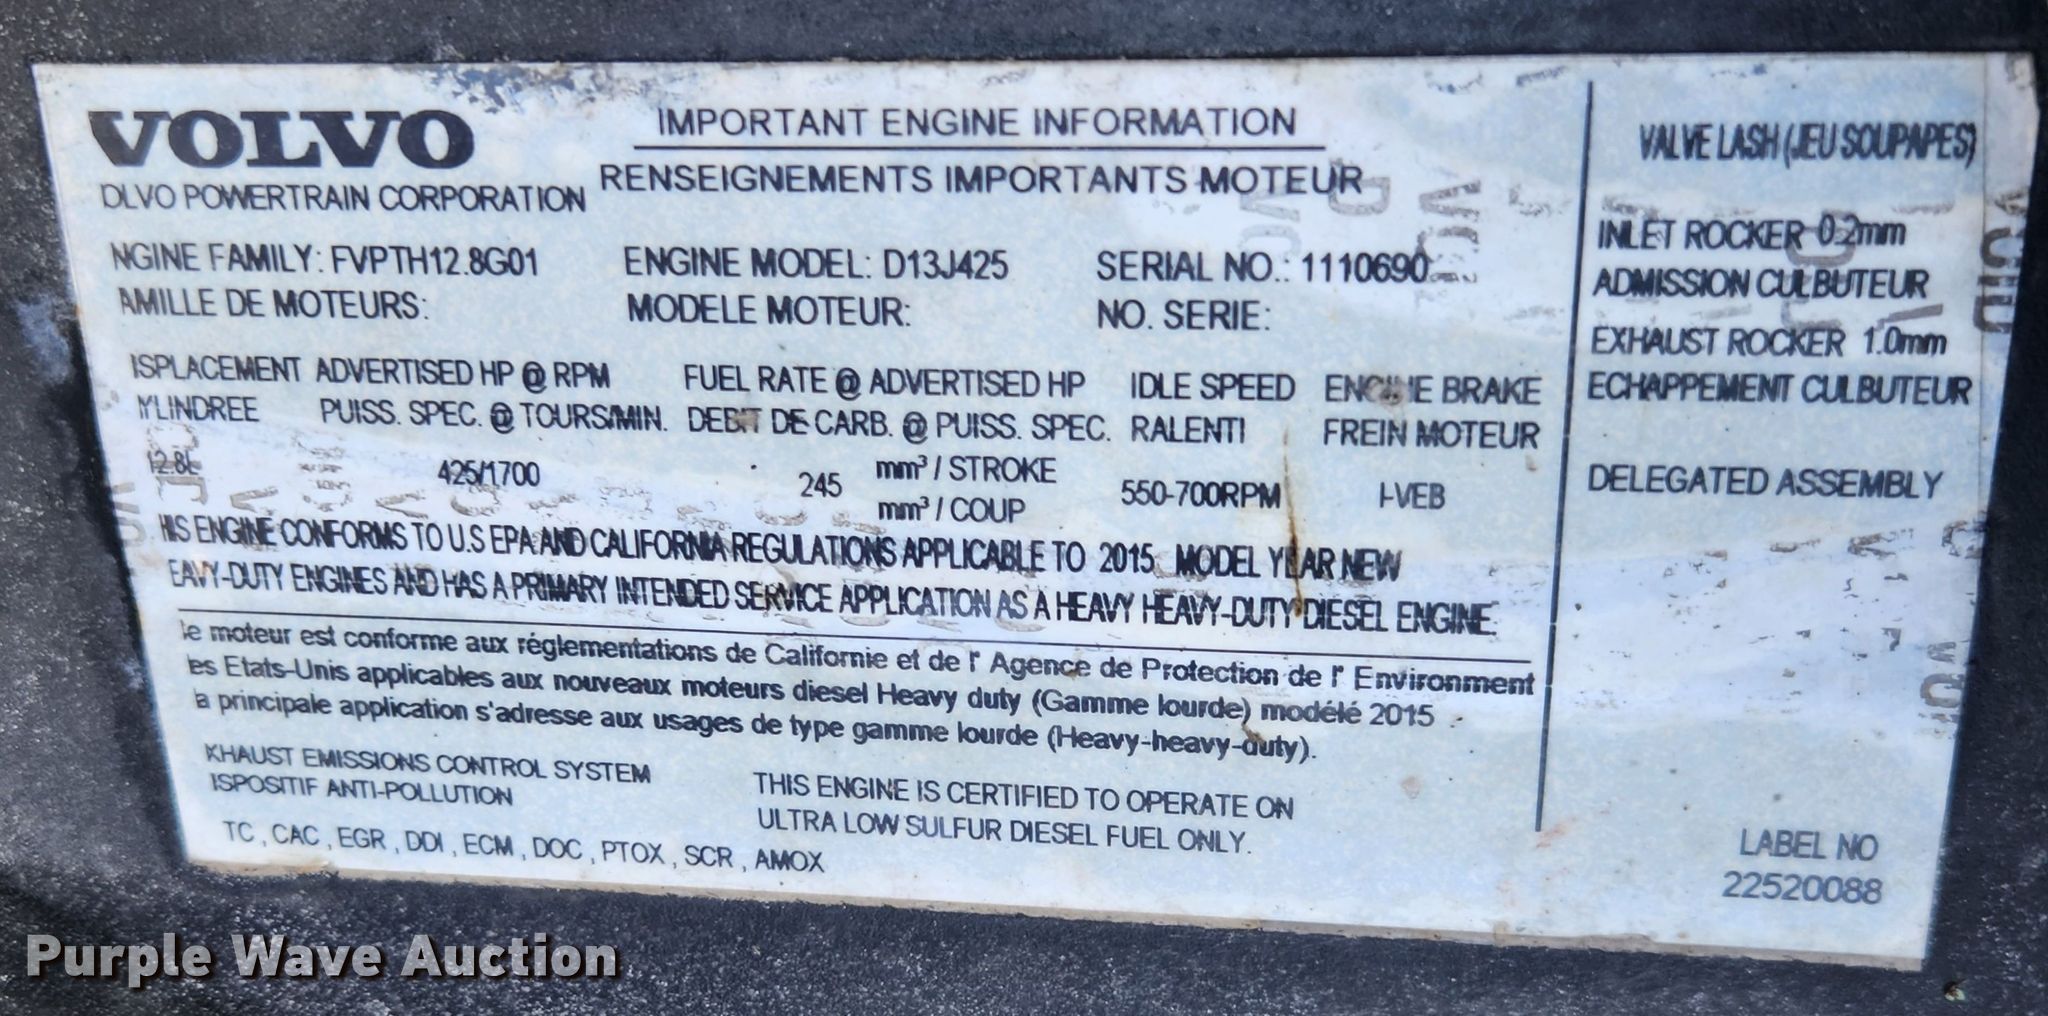 VOLVO
OLVO POWERTRAIN CORPORATION
IMPORTANT ENGINE INFORMATION
RENSEIGNEMENTS IMPORTANTS MOTEUR
NGINE FAMILY: FVPTH12.8G01 ENGINE MODEL: D13J425 SERIAL NO.: 1110690
AMILLE DE MOTEURS: MODELE MOTEUR: NO. SERIE:
ISPLACEMENT ADVERTISED HP @ RPM FUEL RATE @ ADVERTISED HP IDLE SPEED ENGINE BRAKE
YLINDREE PUISS. SPEC. @ TOURS/MIN. DEBIT DE CARB. @ PUISS. SPEC. RALENTI FREIN MOTEUR
12.8L 425/1700 245 mm³ / STROKE 550-700RPM I-VEB
mm³ / COUP
HIS ENGINE CONFORMS TO U.S EPA AND CALIFORNIA REGULATIONS APPLICABLE TO 2015 MODEL YEAR NEW
EAVY-DUTY ENGINES AND HAS A PRIMARY INTENDED SERVICE APPLICATION AS A HEAVY HEAVY-DUTY DIESEL ENGINE.
le moteur est conforme aux réglementations de Californie et de l' Agence de Protection de l' Environment
les Etats-Unis applicables aux nouveaux moteurs diesel Heavy duty (Gamme lourde) modélé 2015 .
la principale application s'adresse aux usages de type gamme lourde (Heavy-heavy-duty).
XHAUST EMISSIONS CONTROL SYSTEM
ISPOSITIF ANTI-POLLUTION
TC , CAC , EGR , DDI , ECM , DOC , PTOX , SCR , AMOX
THIS ENGINE IS CERTIFIED TO OPERATE ON
ULTRA LOW SULFUR DIESEL FUEL ONLY.
VALVE LASH (JEU SOUPAPES)
INLET ROCKER 0.2mm
ADMISSION CULBUTEUR
EXHAUST ROCKER 1.0mm
ECHAPPEMENT CULBUTEUR
DELEGATED ASSEMBLY
LABEL NO
22520088
Purple Wave Auction